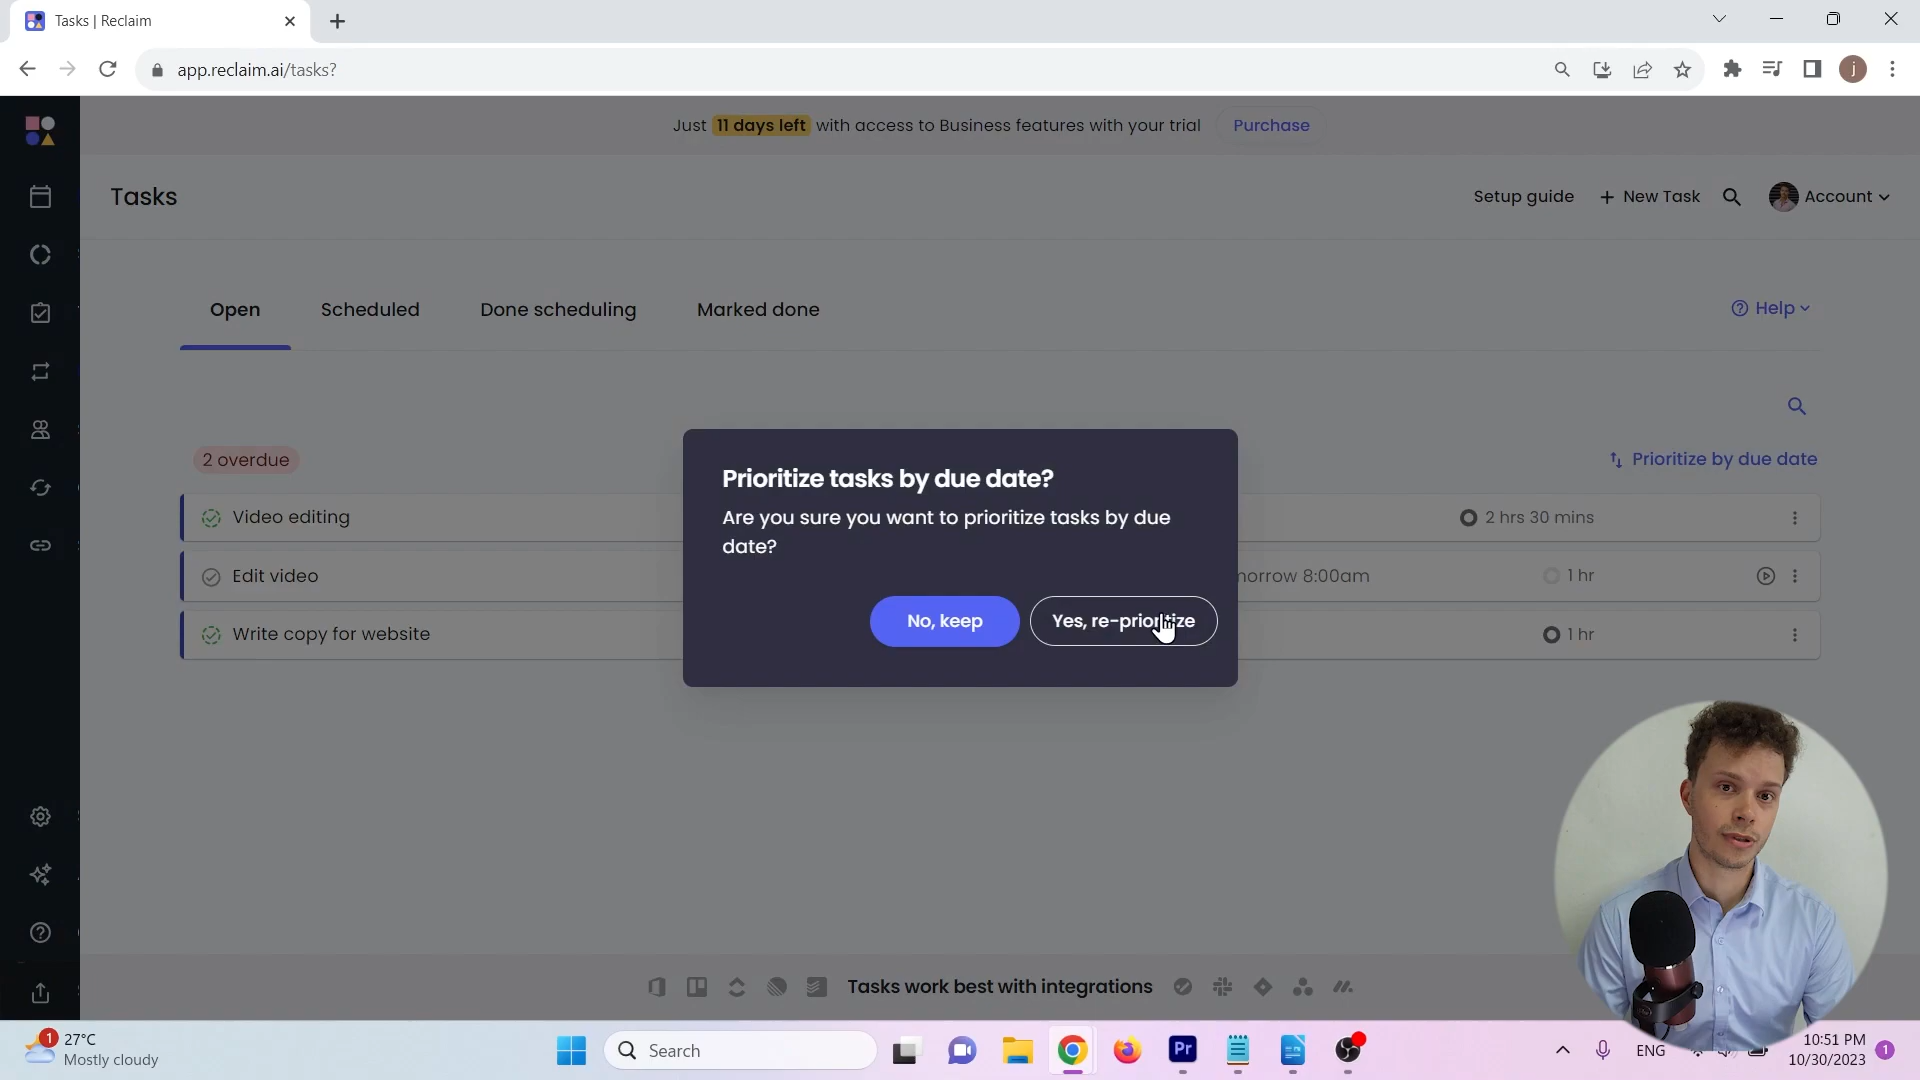 Tasks | Reclaim
app.reclaim.ai/tasks?
j
Just 11 days left with access to Business features with your trial Purchase
Tasks
Setup guide + New Task Account
Open Scheduled Done scheduling Marked done Help
2 overdue
Prioritize by due date
Video editing 2 hrs 30 mins
Edit video morrow 8:00am 1 hr
Write copy for website 1 hr
Prioritize tasks by due date?
Are you sure you want to prioritize tasks by due
date?
No, keep
Yes, re-prioritize
Tasks work best with integrations
1
27°C
Mostly cloudy
Search
Pr
ENG
10:51 PM
10/30/2023
1